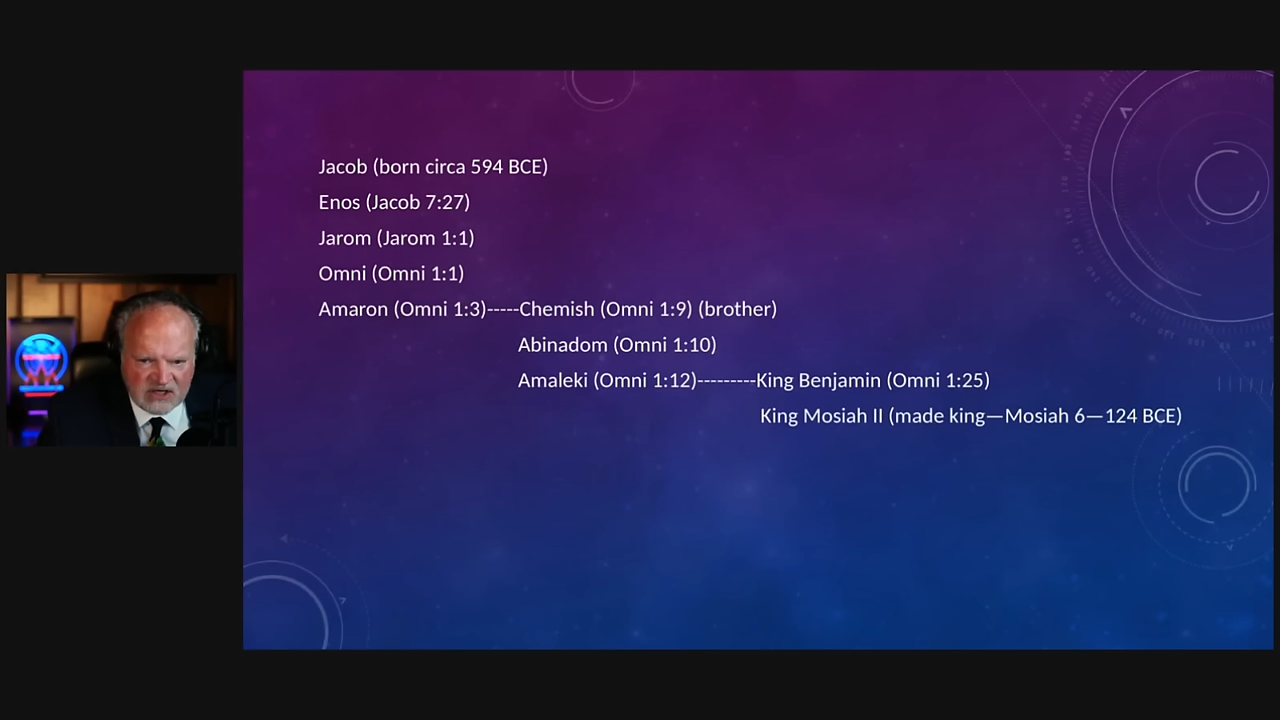 Jacob (born circa 594 BCE)
Enos (Jacob 7:27)
Jarom (Jarom 1:1)
Omni (Omni 1:1)
Amaron (Omni 1:3)-----Chemish (Omni 1:9) (brother)
Abinadom (Omni 1:10)
Amaleki (Omni 1:12)---------King Benjamin (Omni 1:25)
King Mosiah II (made king—Mosiah 6—124 BCE)